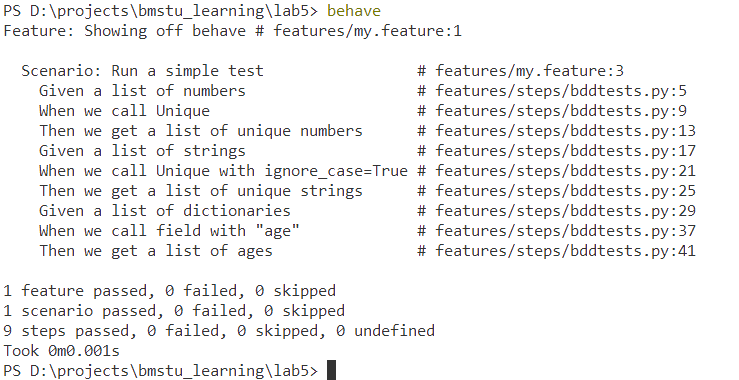 PS D:\projects\bmstu_learning\lab5> behave
Feature: Showing off behave # features/my.feature:1

  Scenario: Run a simple test                  # features/my.feature:3
    Given a list of numbers                    # features/steps/bddtests.py:5
    When we call Unique                        # features/steps/bddtests.py:9
    Then we get a list of unique numbers       # features/steps/bddtests.py:13
    Given a list of strings                    # features/steps/bddtests.py:17
    When we call Unique with ignore_case=True # features/steps/bddtests.py:21
    Then we get a list of unique strings       # features/steps/bddtests.py:25
    Given a list of dictionaries               # features/steps/bddtests.py:29
    When we call field with "age"              # features/steps/bddtests.py:37
    Then we get a list of ages                 # features/steps/bddtests.py:41

1 feature passed, 0 failed, 0 skipped
1 scenario passed, 0 failed, 0 skipped
9 steps passed, 0 failed, 0 skipped, 0 undefined
Took 0m0.001s
PS D:\projects\bmstu_learning\lab5>